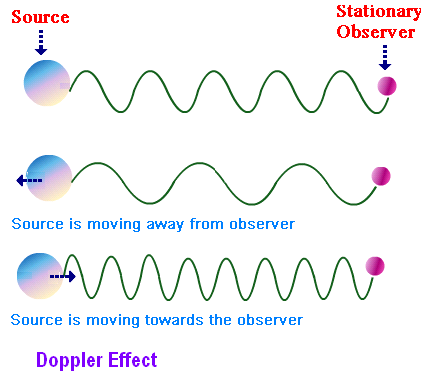 Source
Stationary
Observer
Source is moving away from observer
Source is moving towards the observer
Doppler Effect